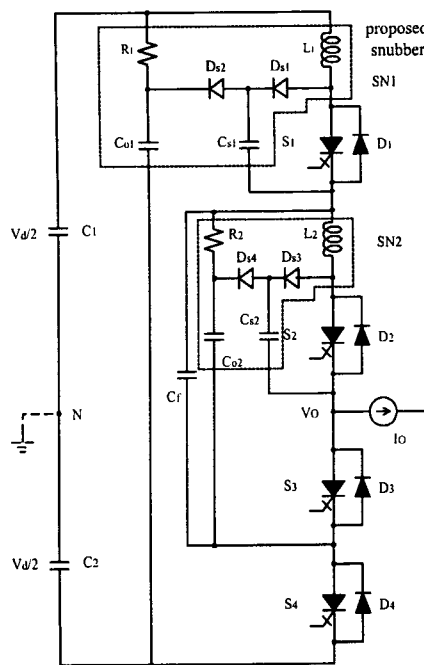 proposed
snubber
R1
L1
Ds2
Ds1
SN1
Co1
Cs1
S1
D1
R2
L2
SN2
Vd/2
C1
Ds4
Ds3
Cs2
S2
D2
Co2
Cf
N
Vo
Io
S3
D3
Vd/2
C2
S4
D4